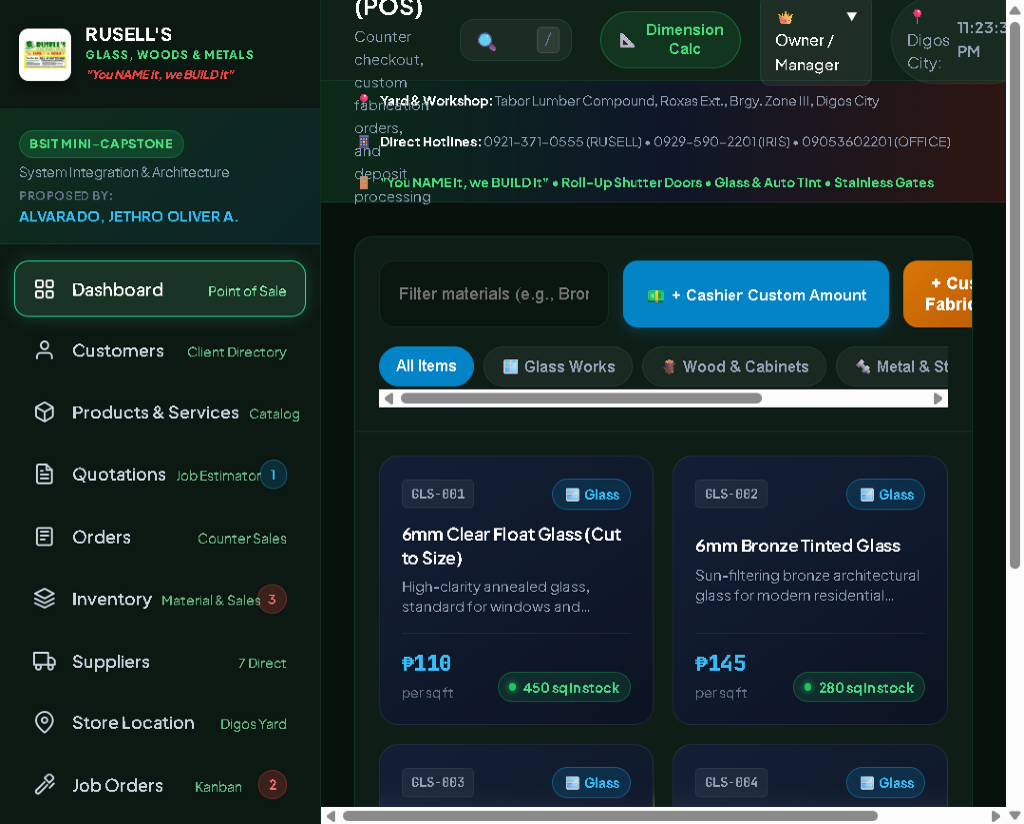 RUSELL'S
GLASS, WOODS & METALS
"You NAME It, we BUILD It"
BSIT MINI-CAPSTONE
System Integration & Architecture
PROPOSED BY:
ALVARADO, JETHRO OLIVER A.
Dashboard Point of Sale
Customers Client Directory
Products & Services Catalog
Quotations Job Estimator 1
Orders Counter Sales
Inventory Material & Sales 3
Suppliers 7 Direct
Store Location Digos Yard
Job Orders Kanban 2
(POS)
Counter
checkout,
custom
fabrication
orders,
and
deposit
processing
/
Dimension
Calc
Owner /
Manager
▼
Digos
City:
11:23:3
PM
Yard & Workshop: Tabor Lumber Compound, Roxas Ext., Brgy. Zone III, Digos City
Direct Hotlines: 0921-371-0555 (RUSELL) • 0929-590-2201 (IRIS) • 09053602201 (OFFICE)
"You NAME It, we BUILD It" • Roll-Up Shutter Doors • Glass & Auto Tint • Stainless Gates
Filter materials (e.g., Bror
+ Cashier Custom Amount
+ Cus
Fabric
All Items
Glass Works
Wood & Cabinets
Metal & St
GLS-001 Glass
6mm Clear Float Glass (Cut
to Size)
High-clarity annealed glass,
standard for windows and...
₱110
per sq ft
450 sq in stock
GLS-002 Glass
6mm Bronze Tinted Glass
Sun-filtering bronze architectural
glass for modern residential...
₱145
per sq ft
280 sq in stock
GLS-003 Glass
GLS-004 Glass